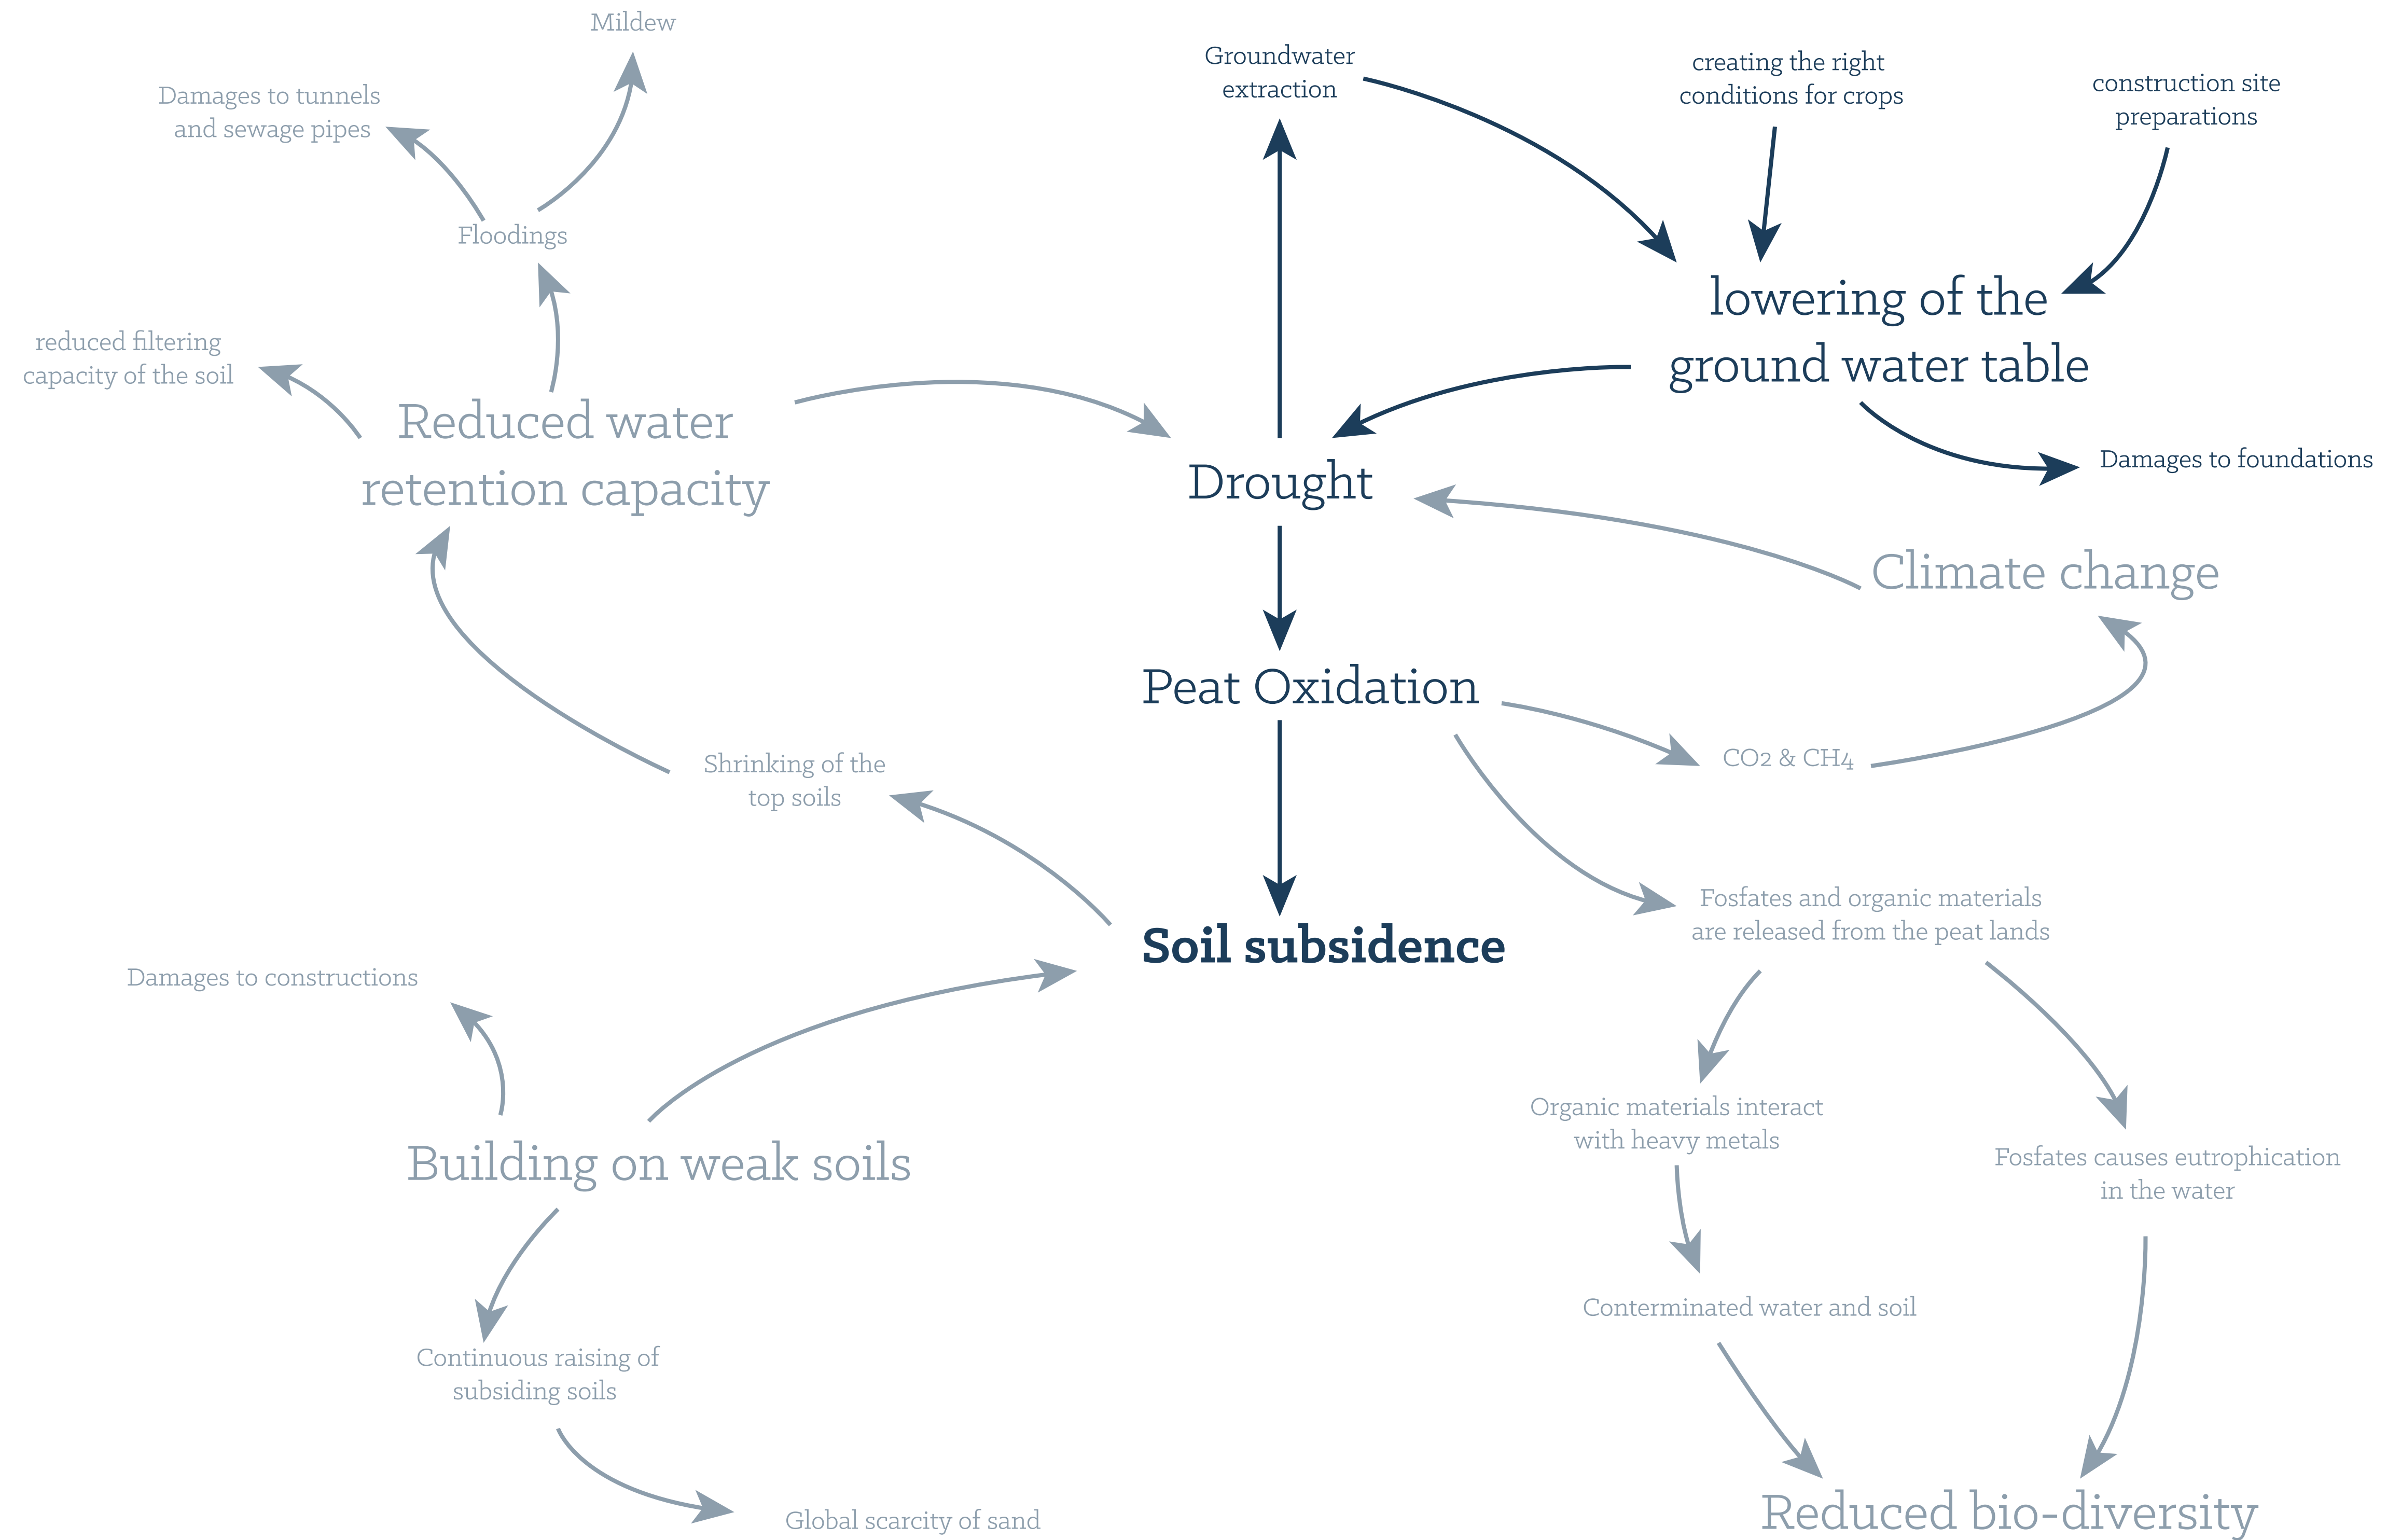 Mildew
Damages to tunnels
and sewage pipes
Floodings
reduced filtering
capacity of the soil
Reduced water
retention capacity
Groundwater
extraction
creating the right
conditions for crops
construction site
preparations
lowering of the
ground water table
Drought
Damages to foundations
Climate change
Peat Oxidation
CO2 & CH4
Shrinking of the
top soils
Soil subsidence
Fosfates and organic materials
are released from the peat lands
Damages to constructions
Building on weak soils
Organic materials interact
with heavy metals
Fosfates causes eutrophication
in the water
Conterminated water and soil
Continuous raising of
subsiding soils
Global scarcity of sand
Reduced bio-diversity